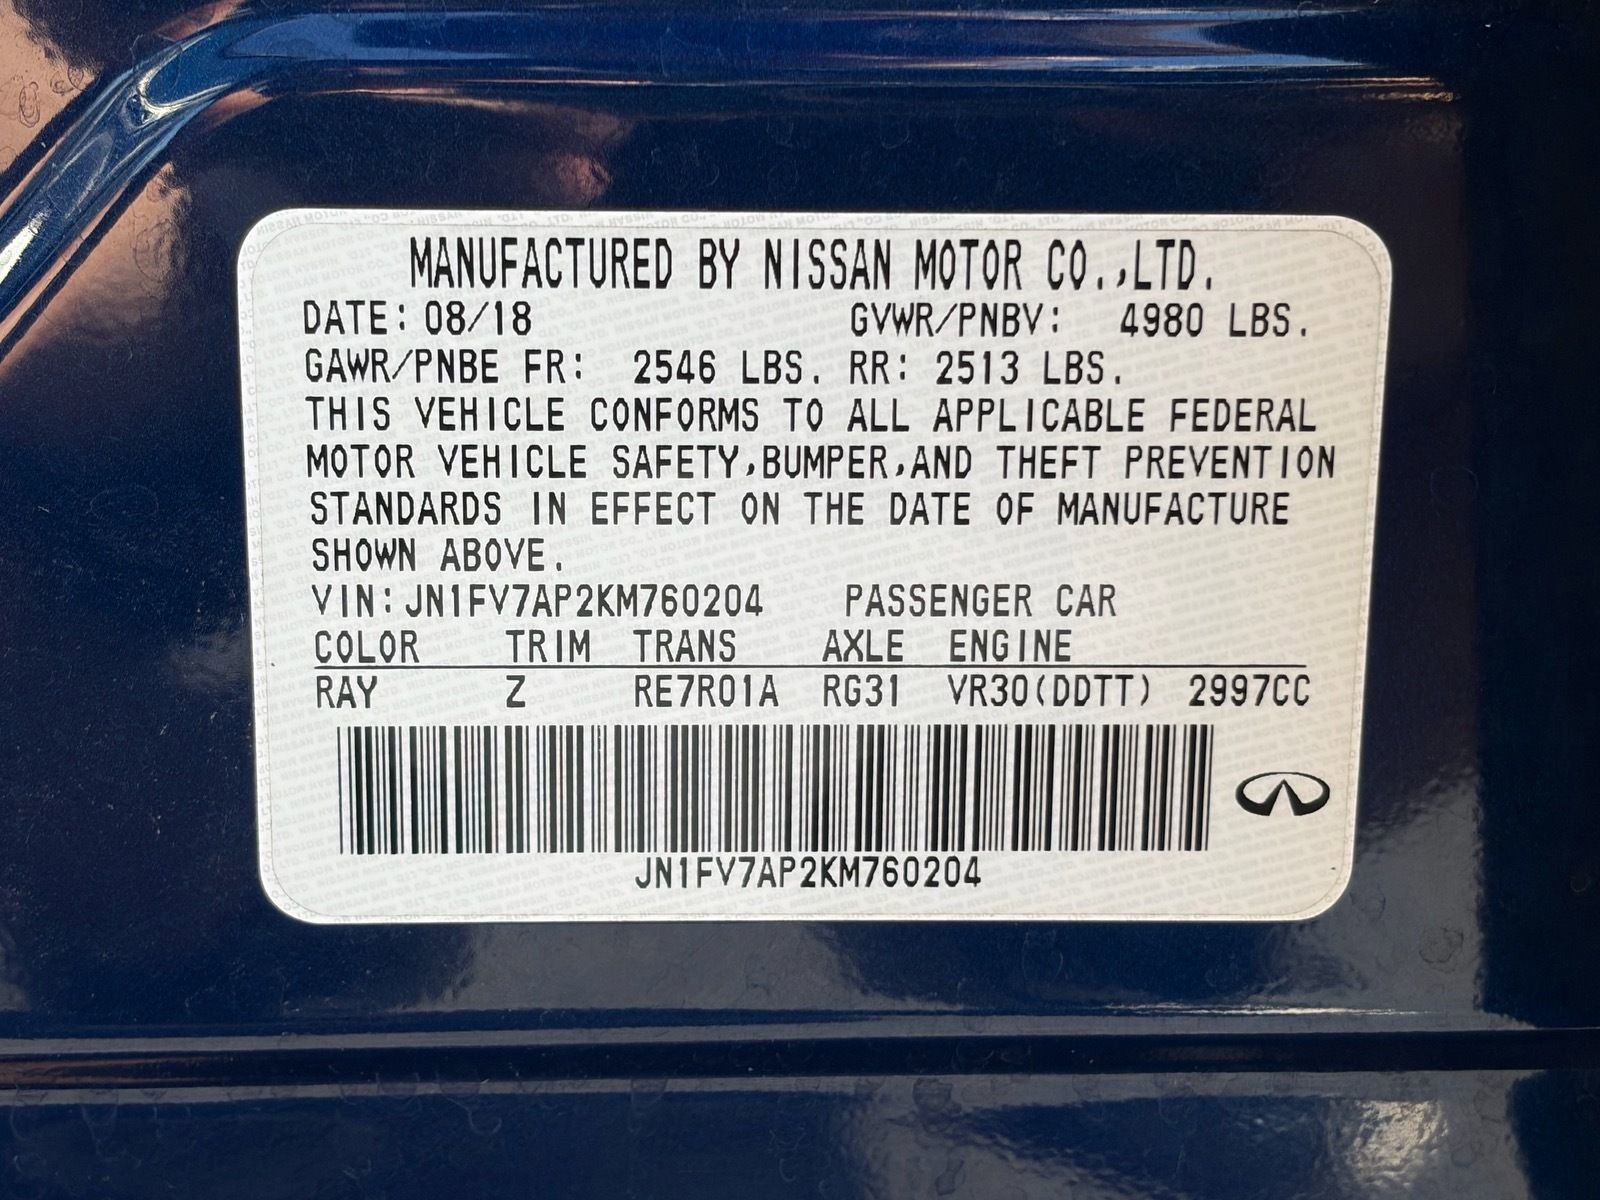 MANUFACTURED BY NISSAN MOTOR CO.,LTD.
DATE: 08/18 GVWR/PNBV: 4980 LBS.
GAWR/PNBE FR: 2546 LBS. RR: 2513 LBS.
THIS VEHICLE CONFORMS TO ALL APPLICABLE FEDERAL
MOTOR VEHICLE SAFETY,BUMPER,AND THEFT PREVENTION
STANDARDS IN EFFECT ON THE DATE OF MANUFACTURE
SHOWN ABOVE.
VIN:JN1FV7AP2KM760204 PASSENGER CAR
COLOR TRIM TRANS AXLE ENGINE
RAY Z RE7R01A RG31 VR30(DDTT) 2997CC
JN1FV7AP2KM760204